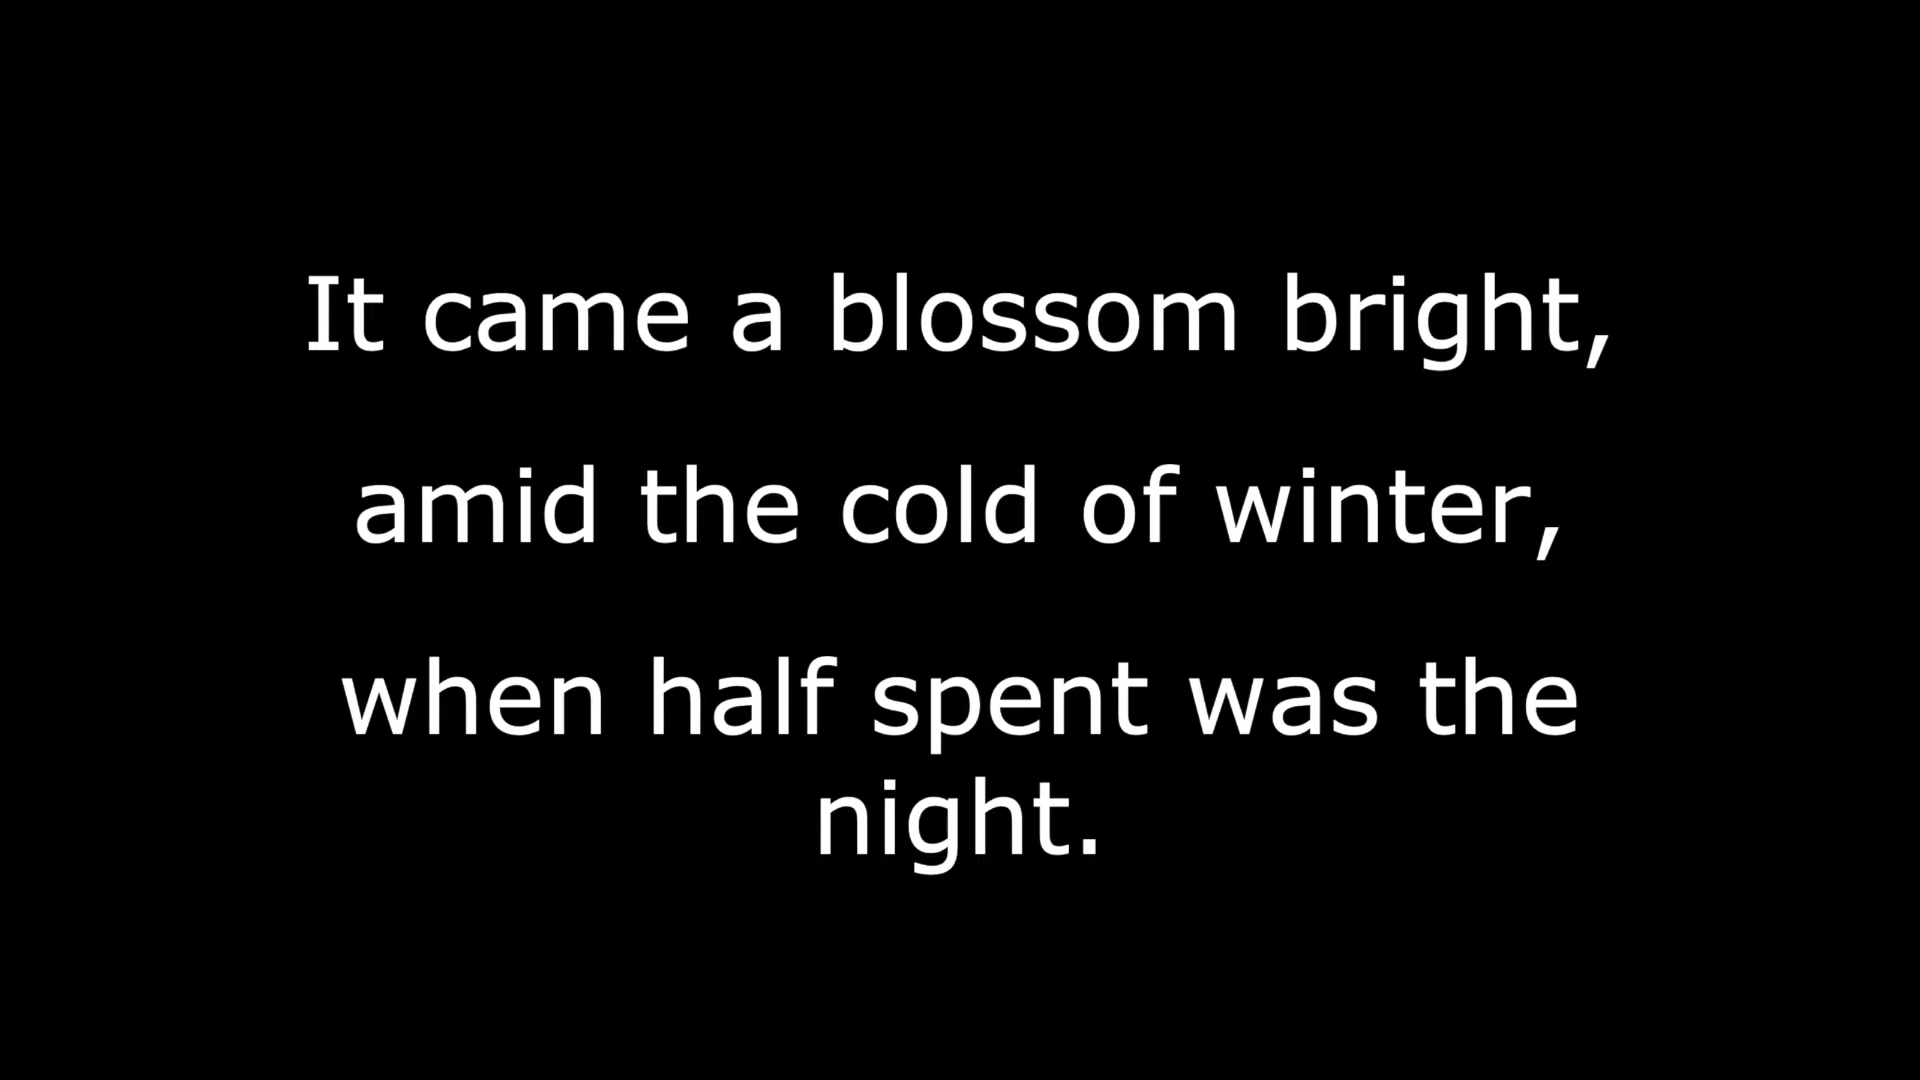 It came a blossom bright,
amid the cold of winter,
when half spent was the
night.